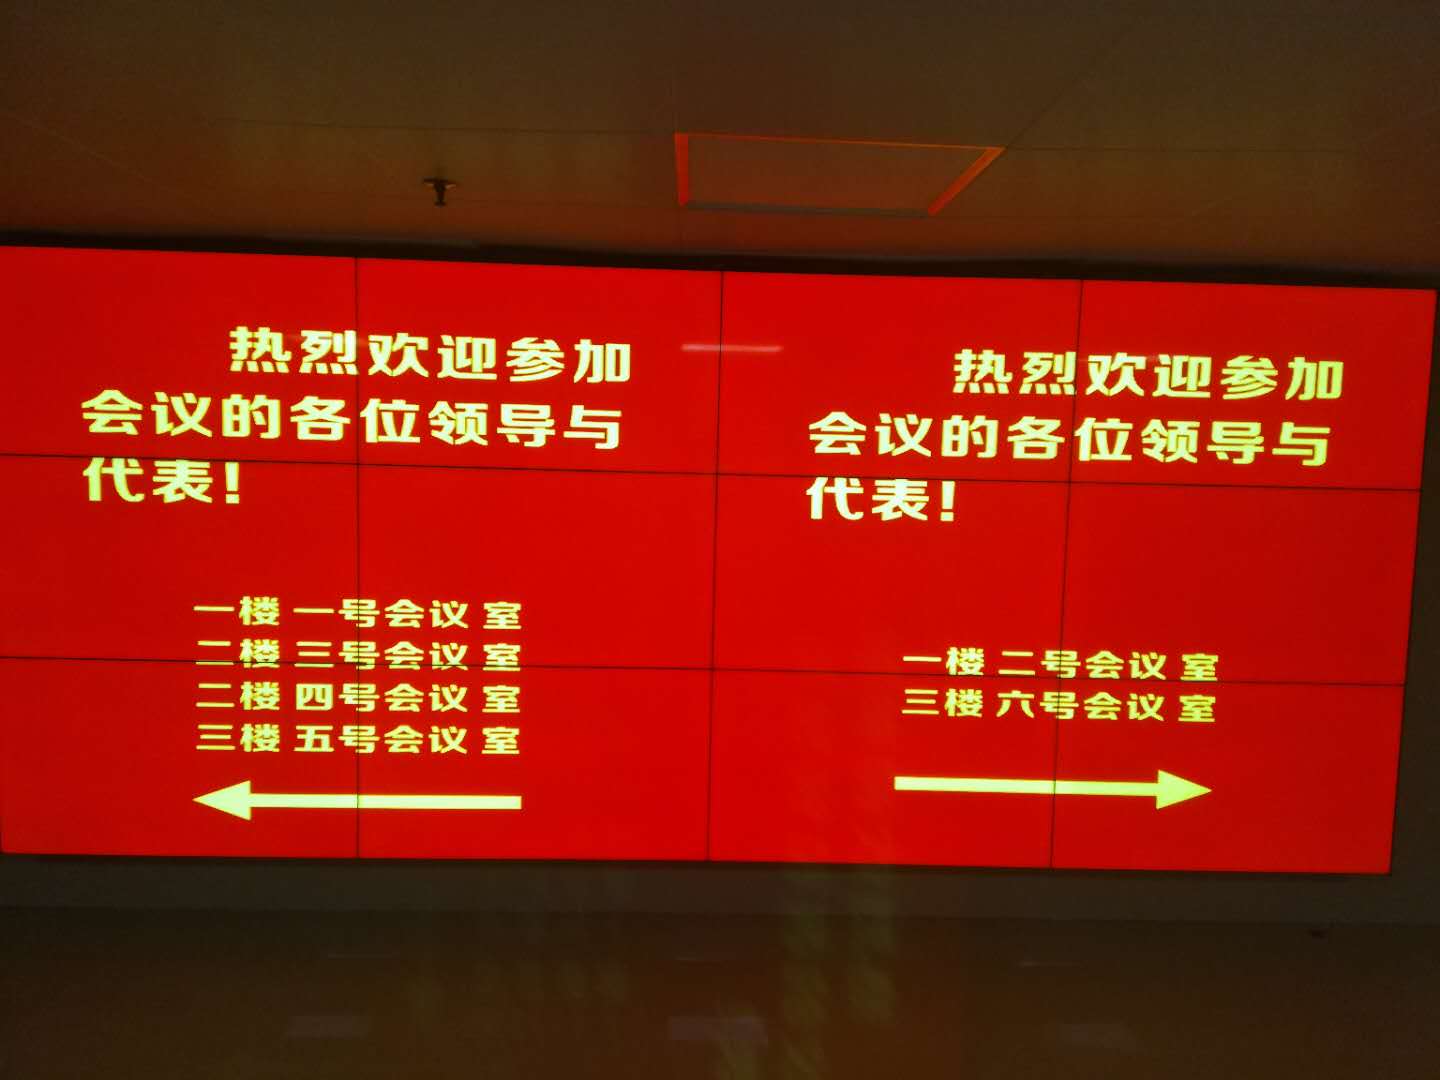 热烈欢迎参加
会议的各位领导与
代表!
一楼 一号会议 室
二楼 三号会议 室
二楼 四号会议 室
三楼 五号会议 室
热烈欢迎参加
会议的各位领导与
代表!
一楼 二号会议 室
三楼 六号会议 室